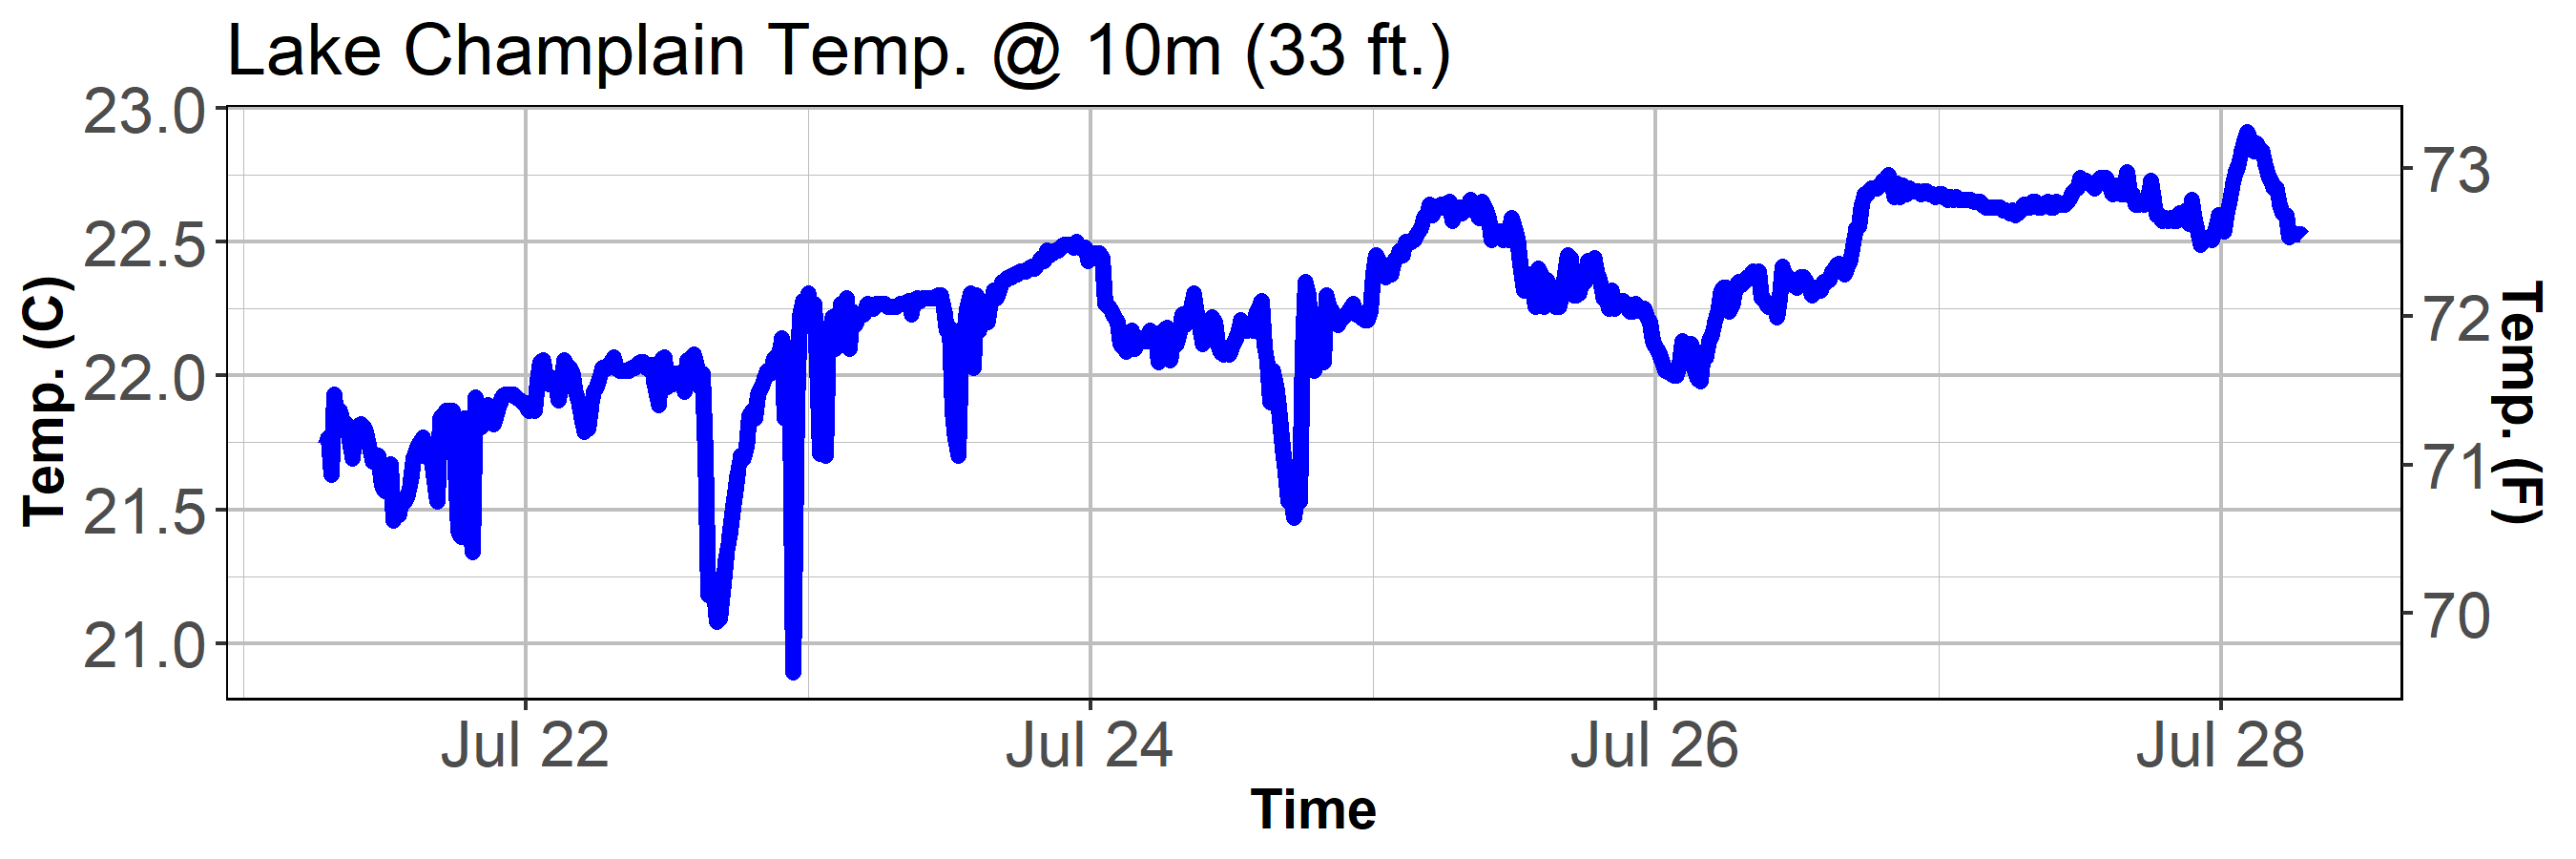 Lake Champlain Temp. @ 10m (33 ft.)
23.0
22.5
22.0
21.5
21.0
Temp. (C)
73
72
71
70
Temp. (F)
Jul 22 Jul 24 Jul 26 Jul 28
Time